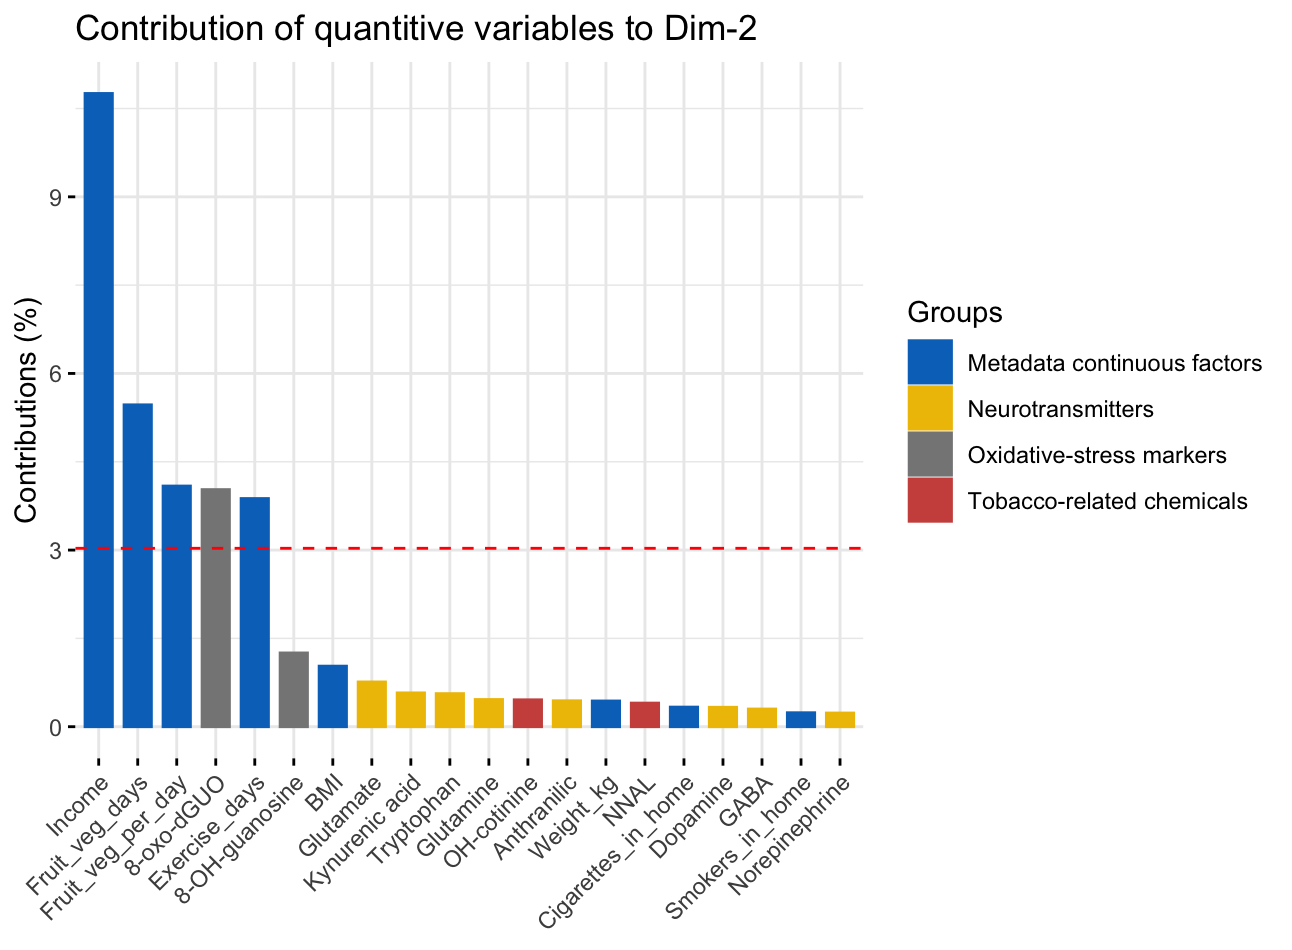 Contribution of quantitive variables to Dim-2
Contributions (%)
9
6
3
0
Income
Fruit_veg_days
Fruit_veg_per_day
8-oxo-dGUO
Exercise_days
8-OH-guanosine
BMI
Glutamate
Kynurenic acid
Tryptophan
Glutamine
OH-cotinine
Anthranilic
Weight_kg
NNAL
Cigarettes_in_home
Dopamine
GABA
Smokers_in_home
Norepinephrine
Groups
Metadata continuous factors
Neurotransmitters
Oxidative-stress markers
Tobacco-related chemicals